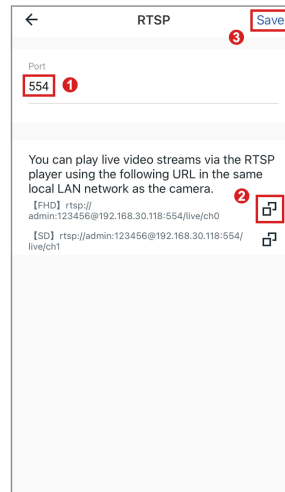 RTSP
Save
3
Port
554
1
You can play live video streams via the RTSP
player using the following URL in the same
local LAN network as the camera.
2
【FHD】rtsp://
admin:123456@192.168.30.118:554/live/ch0
【SD】rtsp://admin:123456@192.168.30.118:554/
live/ch1